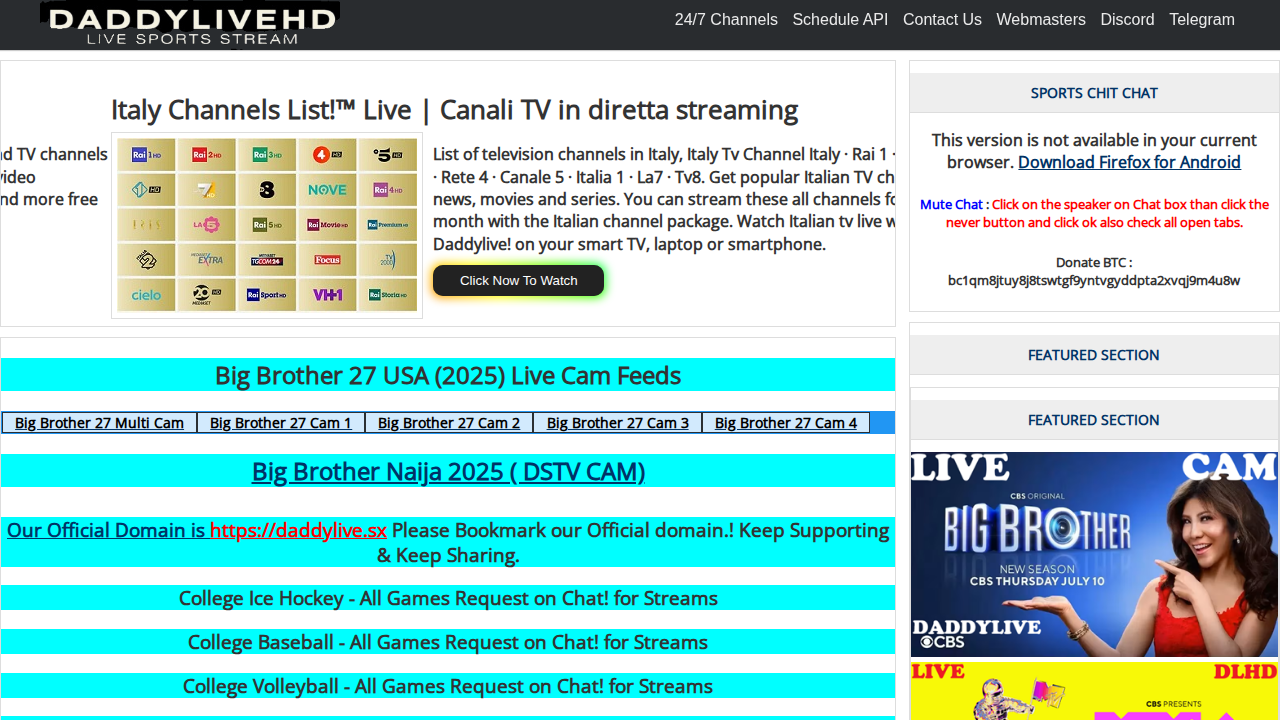 DADDYLIVEHD
LIVE SPORTS STREAM
24/7 Channels Schedule API Contact Us Webmasters Discord Telegram
Italy Channels List!™ Live | Canali TV in diretta streaming
TV channels
and more free
Rai 1 HD Rai 2 HD Rai 3 HD 4 HD 5 HD
HD 7 8 NOVE Rai 4 HD
IRIS LA 5 Rai 5 HD Rai Movie HD Rai Premium HD
MEDIASET EXTRA MEDIASET TGCOM24 Focus TV 2000
cielo 20 MEDIASET HD Rai Sport HD VH1 Rai Storia HD
List of television channels in Italy, Italy Tv Channel Italy · Rai 1 ·
· Rete 4 · Canale 5 · Italia 1 · La7 · Tv8. Get popular Italian TV ch
news, movies and series. You can stream these all channels fo
month with the Italian channel package. Watch Italian tv live w
Daddylive! on your smart TV, laptop or smartphone.
Click Now To Watch
Big Brother 27 USA (2025) Live Cam Feeds
Big Brother 27 Multi Cam Big Brother 27 Cam 1 Big Brother 27 Cam 2 Big Brother 27 Cam 3 Big Brother 27 Cam 4
Big Brother Naija 2025 ( DSTV CAM)
Our Official Domain is https://daddylive.sx Please Bookmark our Official domain.! Keep Supporting
& Keep Sharing.
College Ice Hockey - All Games Request on Chat! for Streams
College Baseball - All Games Request on Chat! for Streams
College Volleyball - All Games Request on Chat! for Streams
SPORTS CHIT CHAT
This version is not available in your current
browser. Download Firefox for Android
Mute Chat : Click on the speaker on Chat box than click the
never button and click ok also check all open tabs.
Donate BTC :
bc1qm8jtuy8j8tswtgf9yntvgyddpta2xvqj9m4u8w
FEATURED SECTION
FEATURED SECTION
LIVE CAM
CBS ORIGINAL
BIG BROTHER
NEW SEASON
CBS THURSDAY JULY 10
DADDYLIVE
CBS
LIVE DLHD
CBS PRESENTS